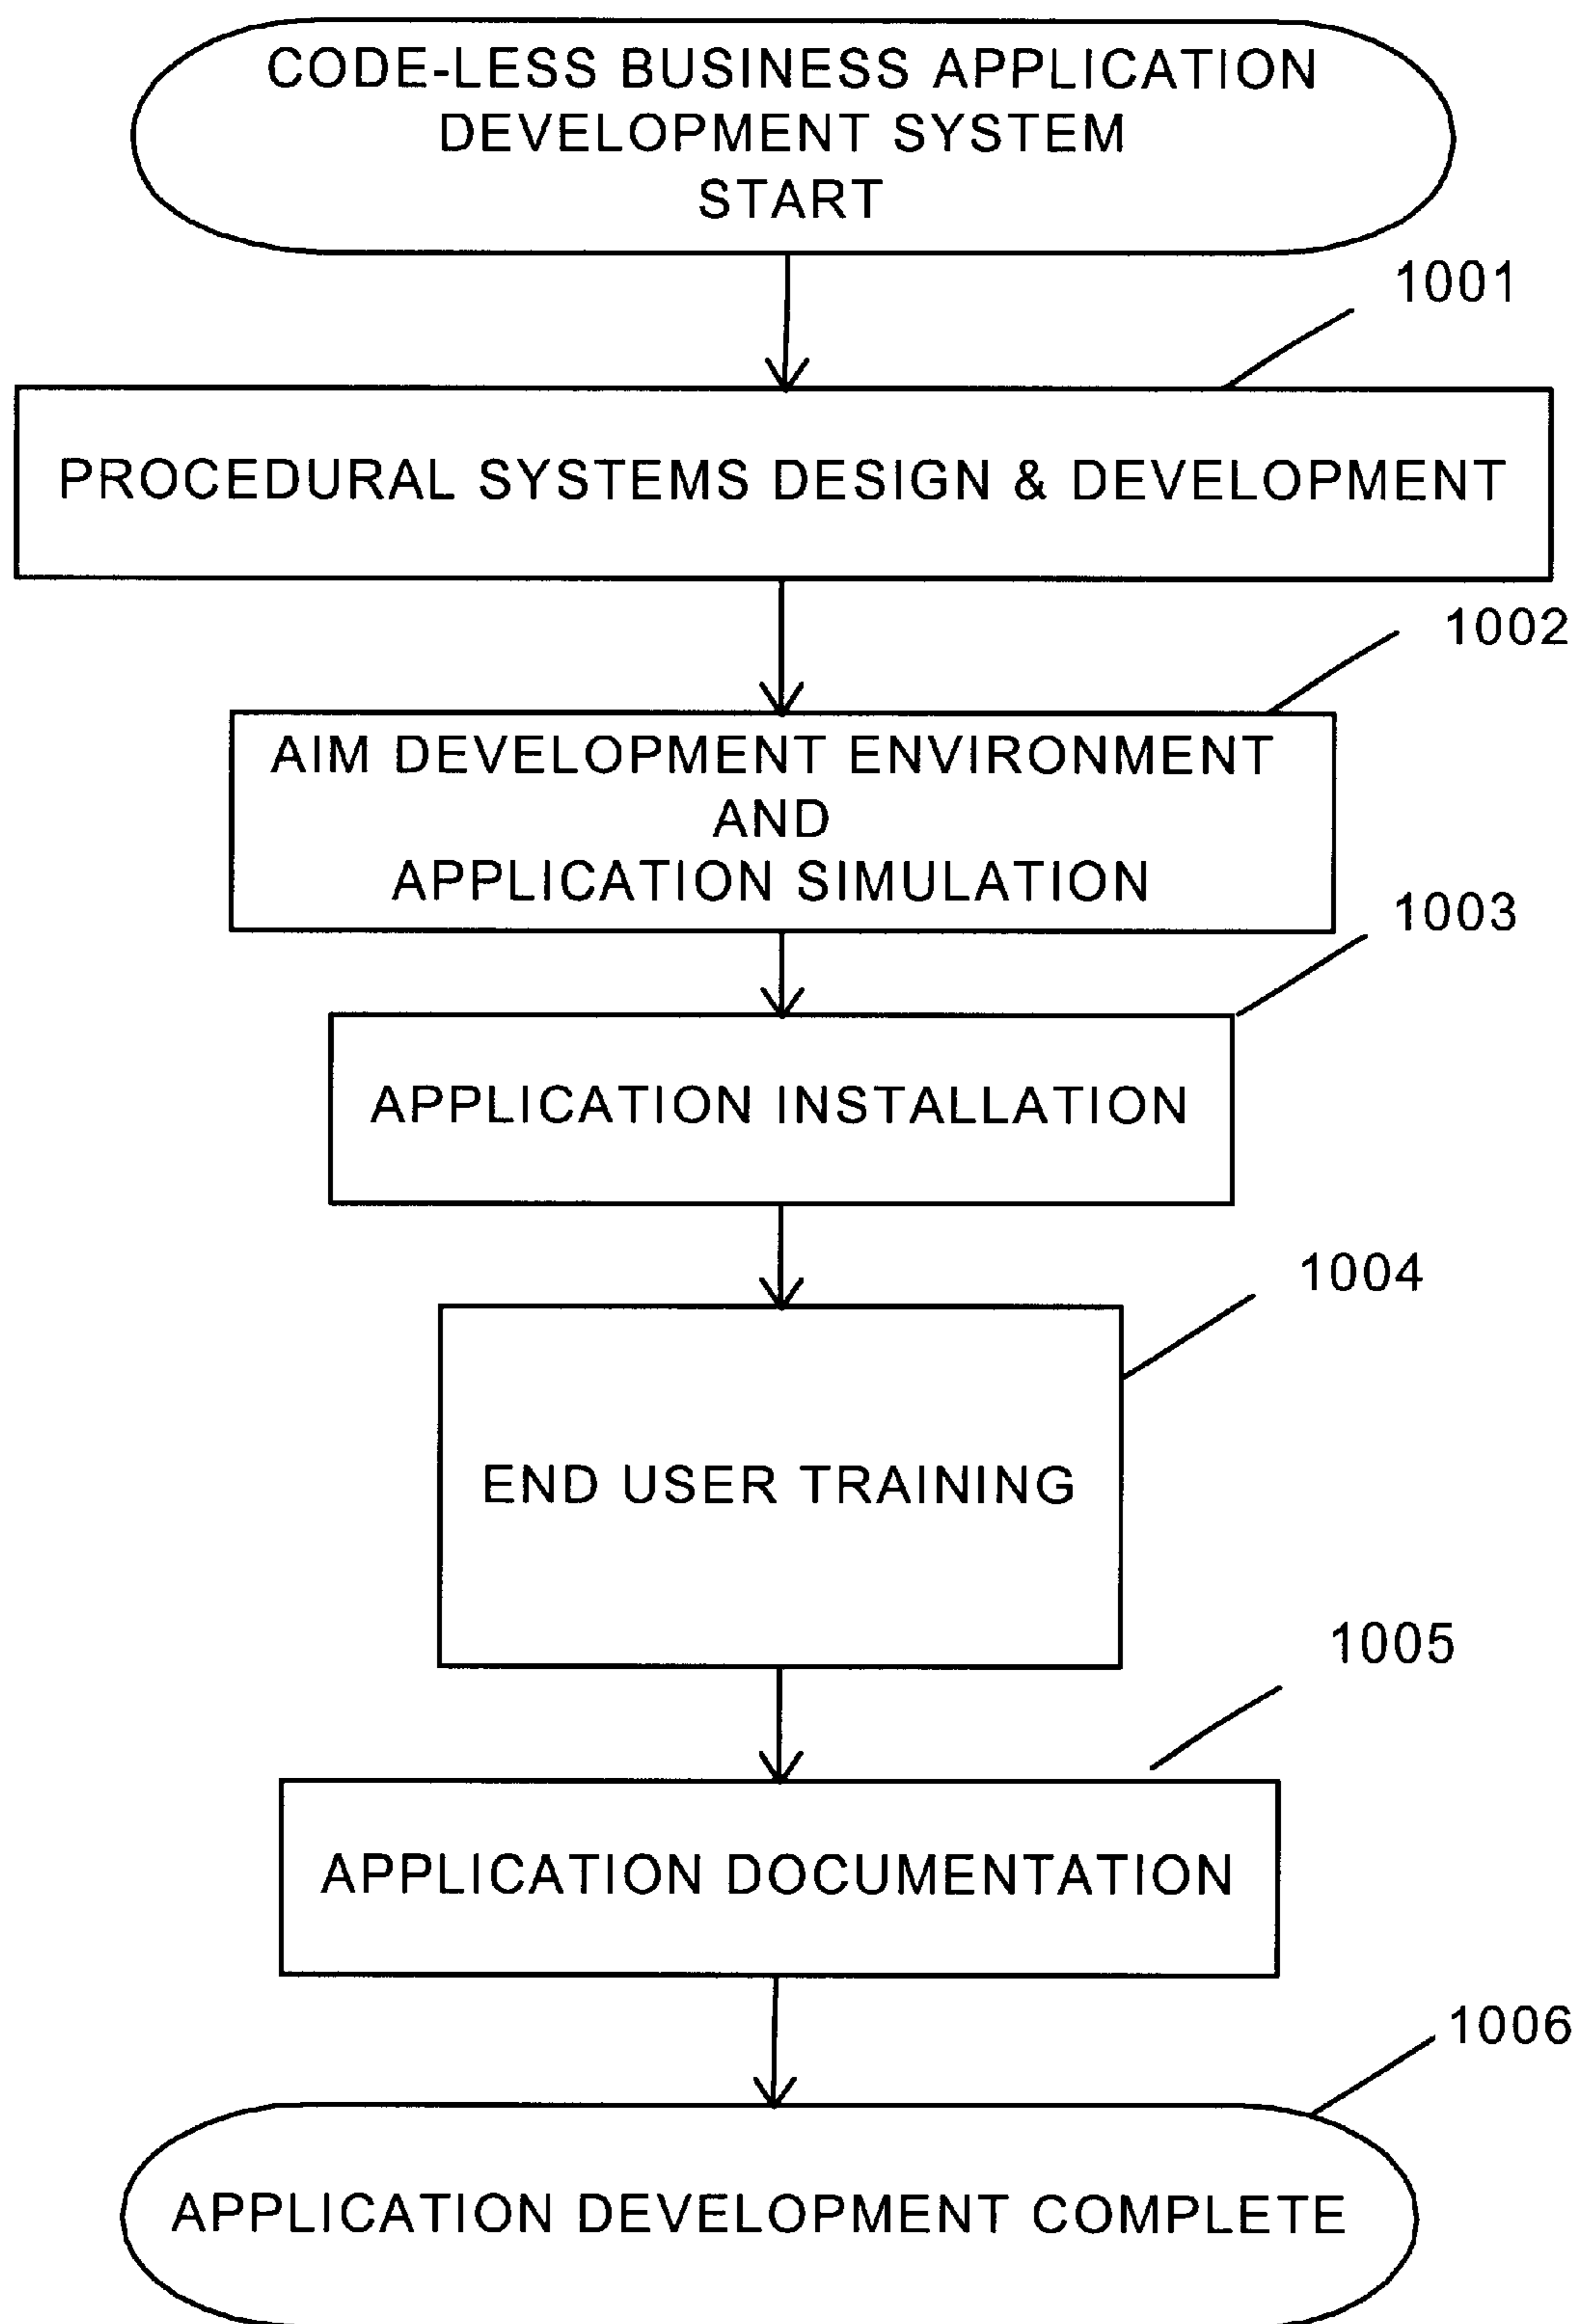 CODE-LESS BUSINESS APPLICATION
DEVELOPMENT SYSTEM
START
1001
PROCEDURAL SYSTEMS DESIGN & DEVELOPMENT
1002
AIM DEVELOPMENT ENVIRONMENT
AND
APPLICATION SIMULATION
1003
APPLICATION INSTALLATION
1004
END USER TRAINING
1005
APPLICATION DOCUMENTATION
1006
APPLICATION DEVELOPMENT COMPLETE